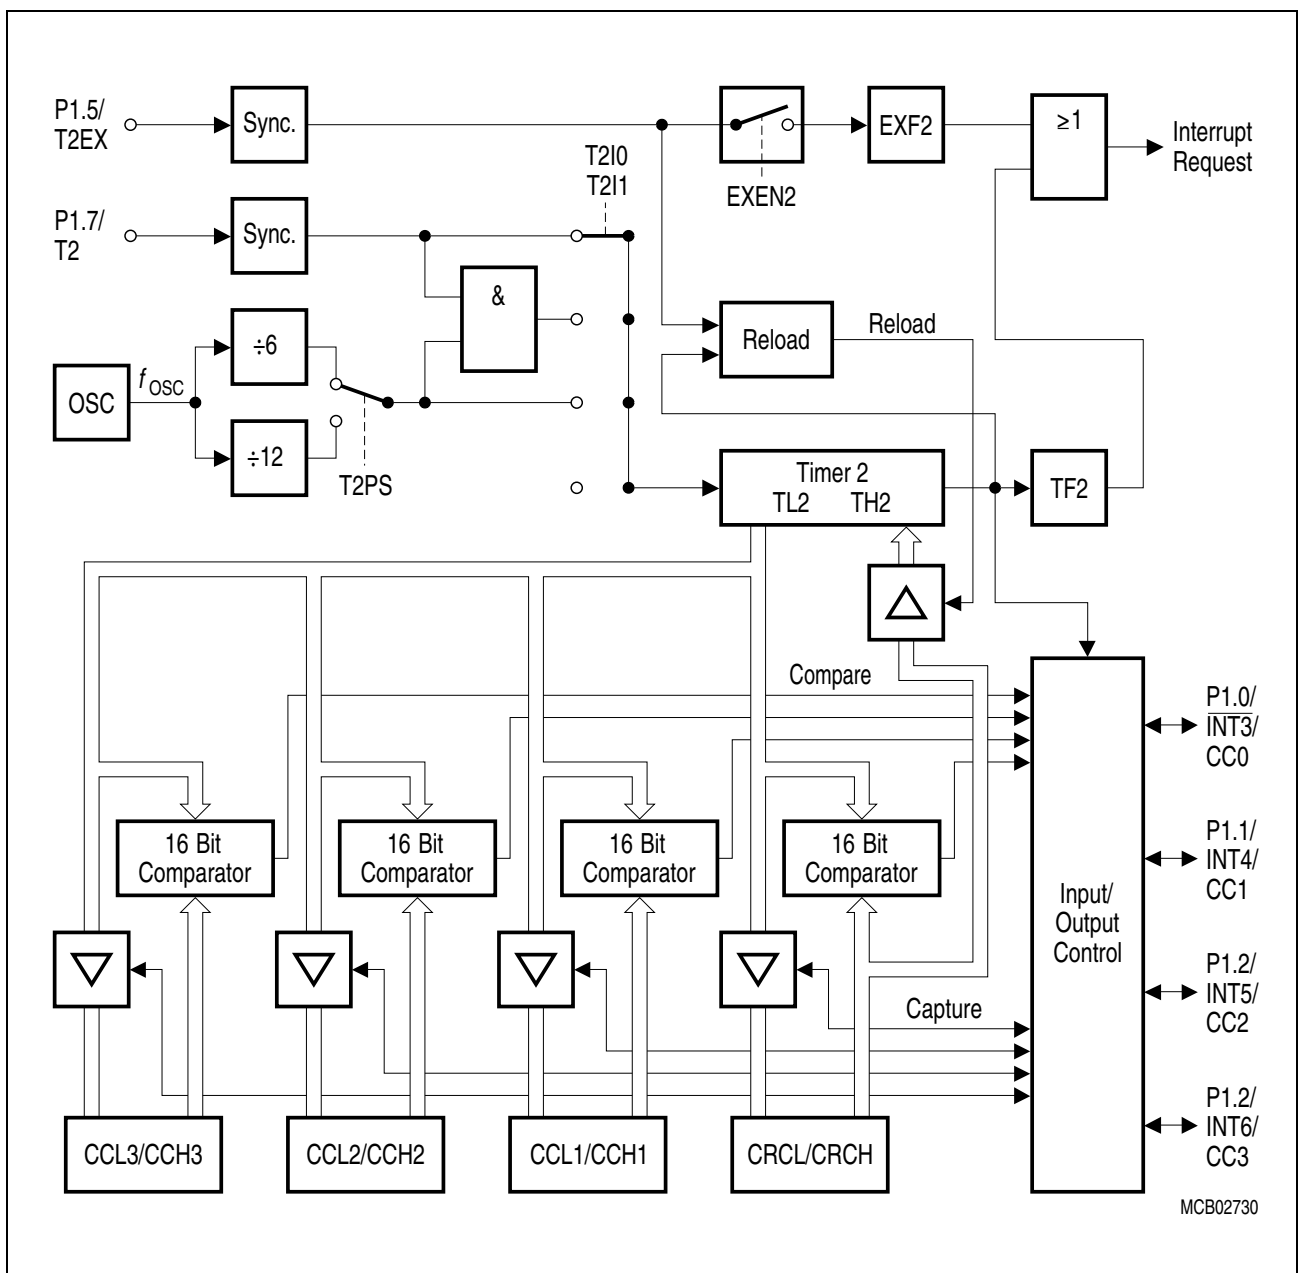 P1.5/
T2EX
Sync.
EXF2
≥1
Interrupt
Request
T2I0
T2I1
EXEN2
P1.7/
T2
Sync.
&
÷6
Reload
Reload
OSC
f OSC
÷12
T2PS
Timer 2
TL2 TH2
TF2
Compare
P1.0/
INT3/
CC0
16 Bit
Comparator
16 Bit
Comparator
16 Bit
Comparator
16 Bit
Comparator
P1.1/
INT4/
CC1
Input/
Output
Control
P1.2/
INT5/
CC2
Capture
P1.2/
INT6/
CC3
CCL3/CCH3
CCL2/CCH2
CCL1/CCH1
CRCL/CRCH
MCB02730